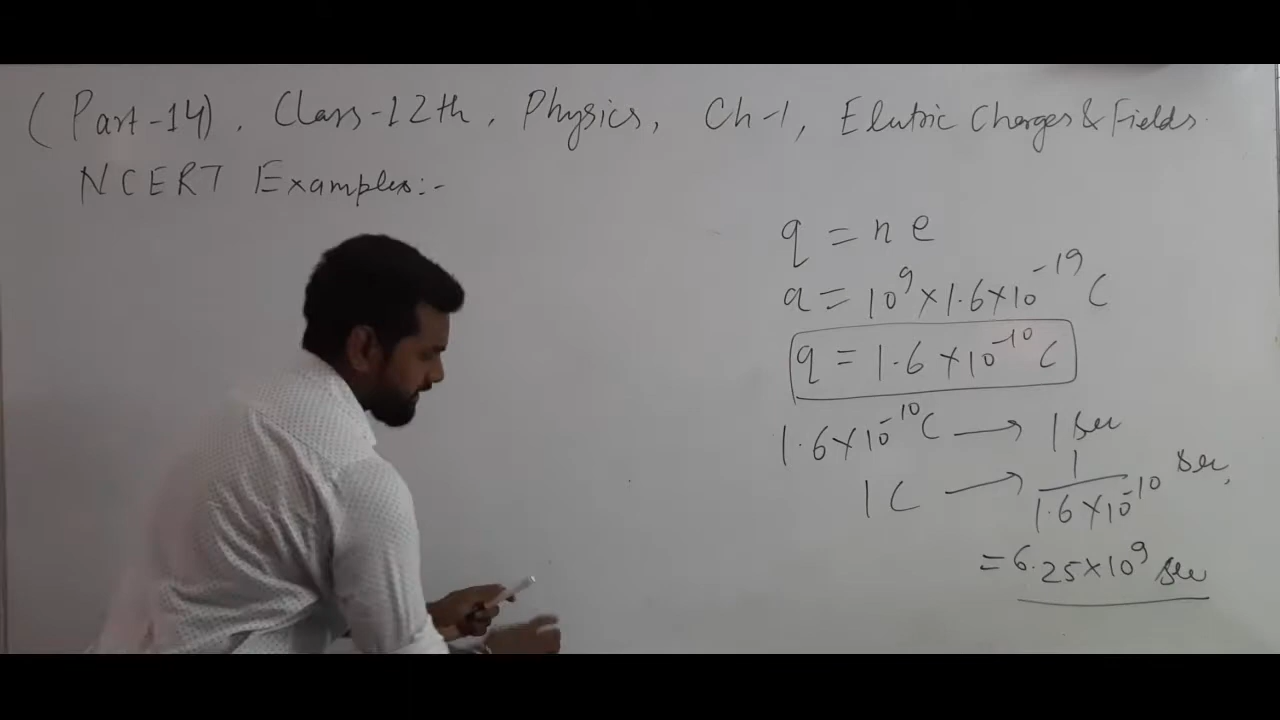 (Part-14), Class-12th, Physics, Ch-1, Electric Charges & Fields.
NCERT Examples:-
q = n e
q = 10⁹ × 1.6 × 10⁻¹⁹ C
q = 1.6 × 10⁻¹⁰ C
1.6 × 10⁻¹⁰ C → 1 sec
1 C → 1/1.6 × 10⁻¹⁰ sec,
= 6.25 × 10⁹ sec